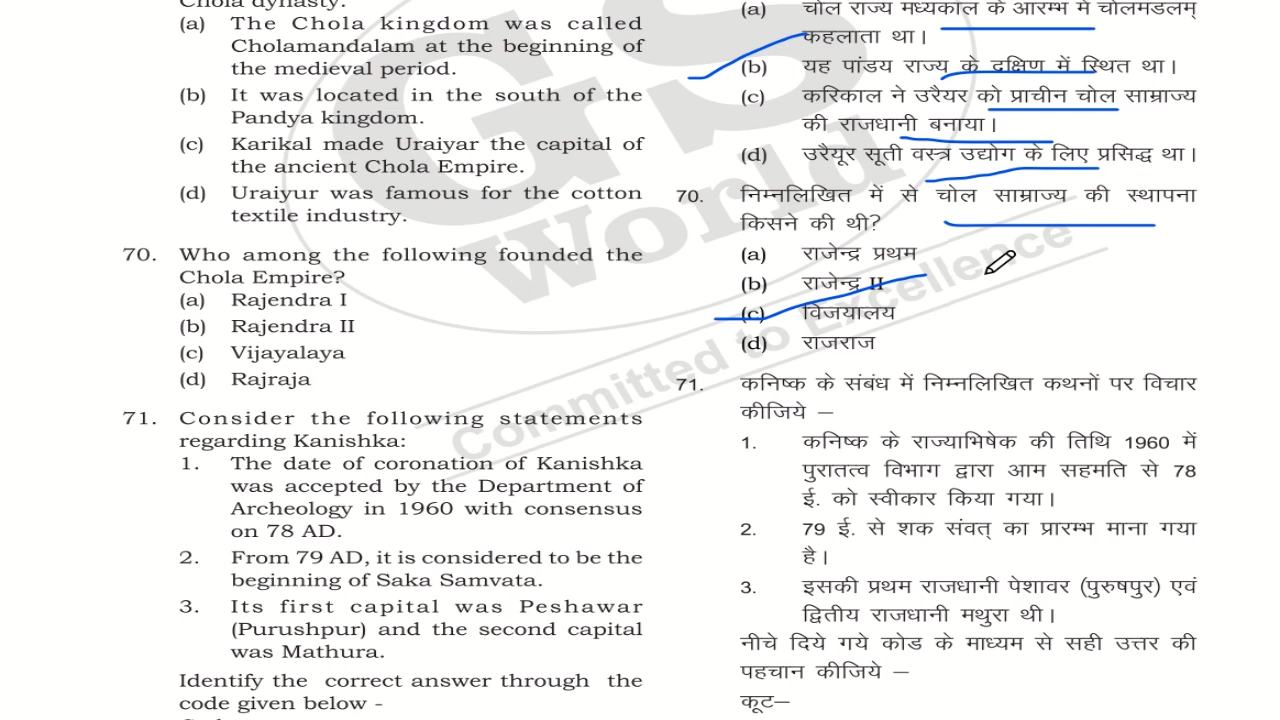 Chola dynasty.
(a) The Chola kingdom was called
Cholamandalam at the beginning of
the medieval period.
(b) It was located in the south of the
Pandya kingdom.
(c) Karikal made Uraiyar the capital of
the ancient Chola Empire.
(d) Uraiyur was famous for the cotton
textile industry.
70. Who among the following founded the
Chola Empire?
(a) Rajendra I
(b) Rajendra II
(c) Vijayalaya
(d) Rajraja
71. Consider the following statements
regarding Kanishka:
1. The date of coronation of Kanishka
was accepted by the Department of
Archeology in 1960 with consensus
on 78 AD.
2. From 79 AD, it is considered to be the
beginning of Saka Samvata.
3. Its first capital was Peshawar
(Purushpur) and the second capital
was Mathura.
Identify the correct answer through the
code given below -
(a) चोल राज्य मध्यकाल के आरम्भ में चोलमंडलम्
कहलाता था।
(b) यह पांडय राज्य के दक्षिण में स्थित था।
(c) करिकाल ने उरैयर को प्राचीन चोल साम्राज्य
की राजधानी बनाया।
(d) उरैयूर सूती वस्त्र उद्योग के लिए प्रसिद्ध था।
70. निम्नलिखित में से चोल साम्राज्य की स्थापना
किसने की थी?
(a) राजेन्द्र प्रथम
(b) राजेन्द्र II
(c) विजयालय
(d) राजराज
71. कनिष्क के संबंध में निम्नलिखित कथनों पर विचार
कीजिये –
1. कनिष्क के राज्याभिषेक की तिथि 1960 में
पुरातत्व विभाग द्वारा आम सहमति से 78
ई. को स्वीकार किया गया।
2. 79 ई. से शक संवत् का प्रारम्भ माना गया
है।
3. इसकी प्रथम राजधानी पेशावर (पुरुषपुर) एवं
द्वितीय राजधानी मथुरा थी।
नीचे दिये गये कोड के माध्यम से सही उत्तर की
पहचान कीजिये –
कूट–
GS
World
Committed to Excellence